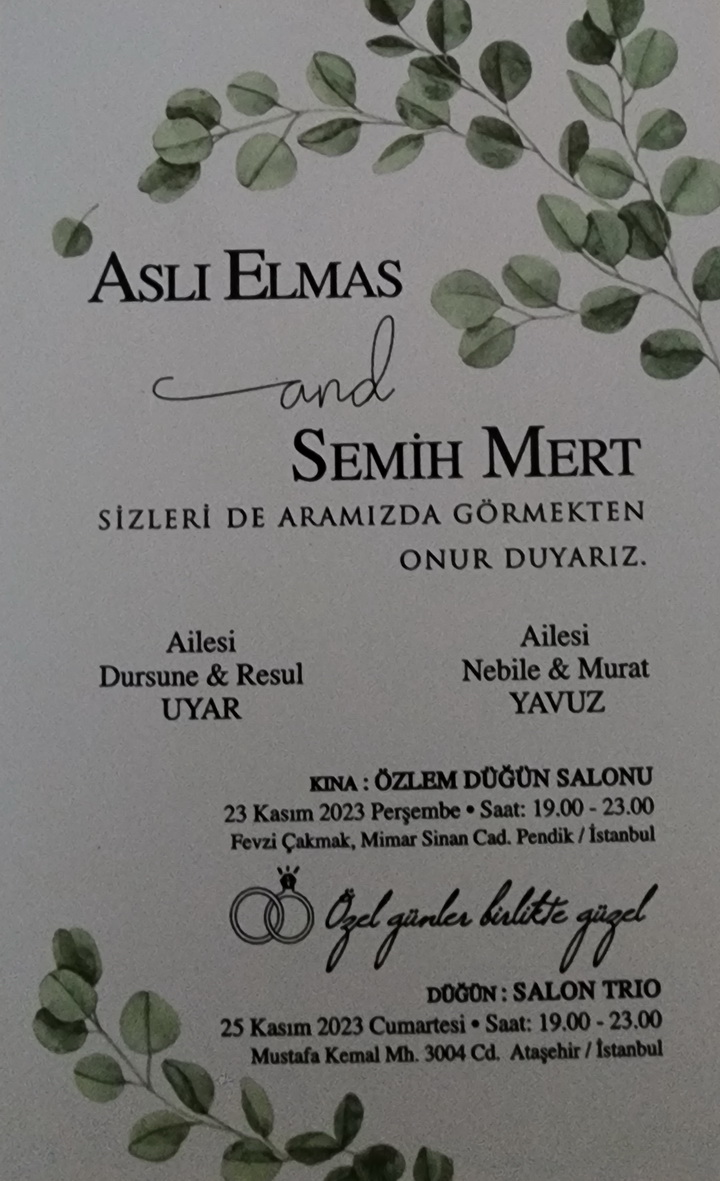 ASLI ELMAS
and
SEMİH MERT
SİZLERİ DE ARAMIZDA GÖRMEKTEN
ONUR DUYARIZ.
Ailesi
Dursune & Resul
UYAR
Ailesi
Nebile & Murat
YAVUZ
KINA : ÖZLEM DÜĞÜN SALONU
23 Kasım 2023 Perşembe • Saat: 19.00 - 23.00
Fevzi Çakmak, Mimar Sinan Cad. Pendik / İstanbul
Özel günler birlikte güzel
DÜĞÜN : SALON TRIO
25 Kasım 2023 Cumartesi • Saat: 19.00 - 23.00
Mustafa Kemal Mh. 3004 Cd. Ataşehir / İstanbul